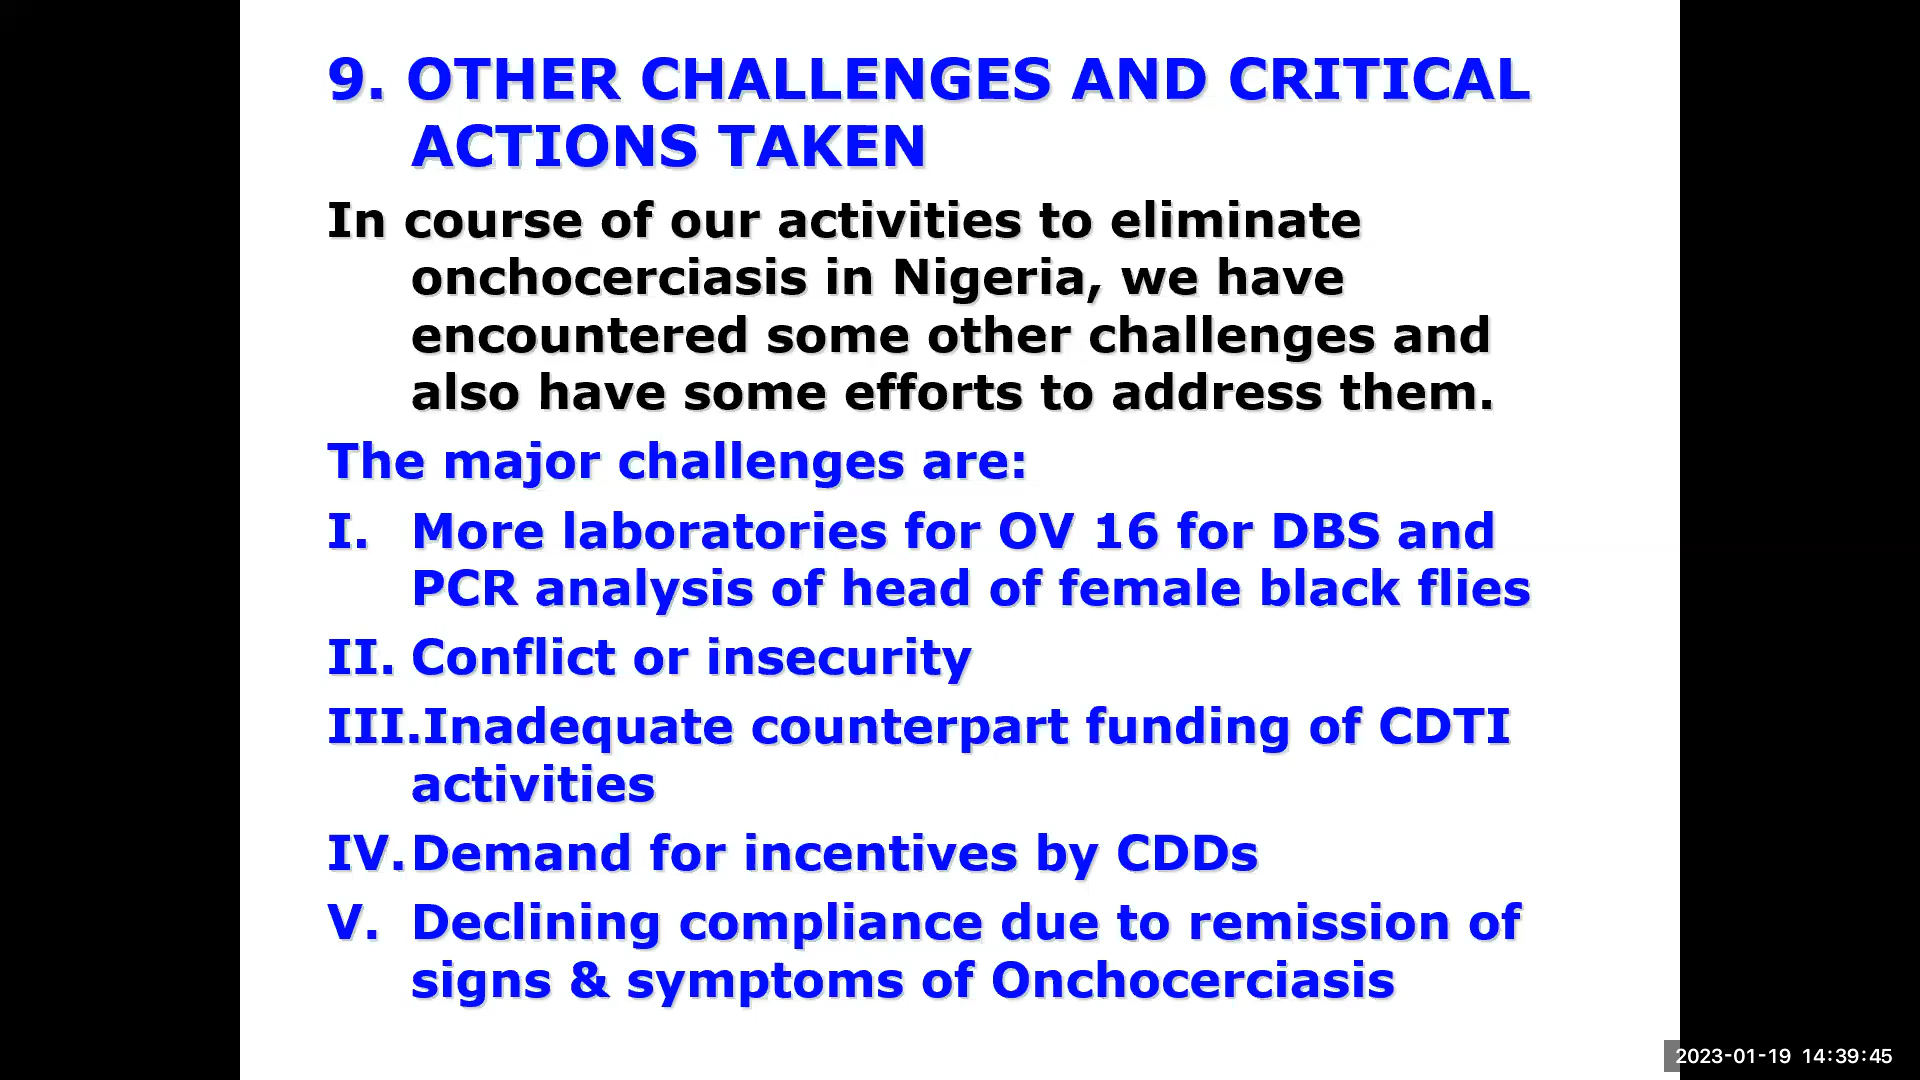 9. OTHER CHALLENGES AND CRITICAL
ACTIONS TAKEN
In course of our activities to eliminate
onchocerciasis in Nigeria, we have
encountered some other challenges and
also have some efforts to address them.
The major challenges are:
I. More laboratories for OV 16 for DBS and
PCR analysis of head of female black flies
II. Conflict or insecurity
III.Inadequate counterpart funding of CDTI
activities
IV.Demand for incentives by CDDs
V. Declining compliance due to remission of
signs & symptoms of Onchocerciasis
2023-01-19 14:39:45